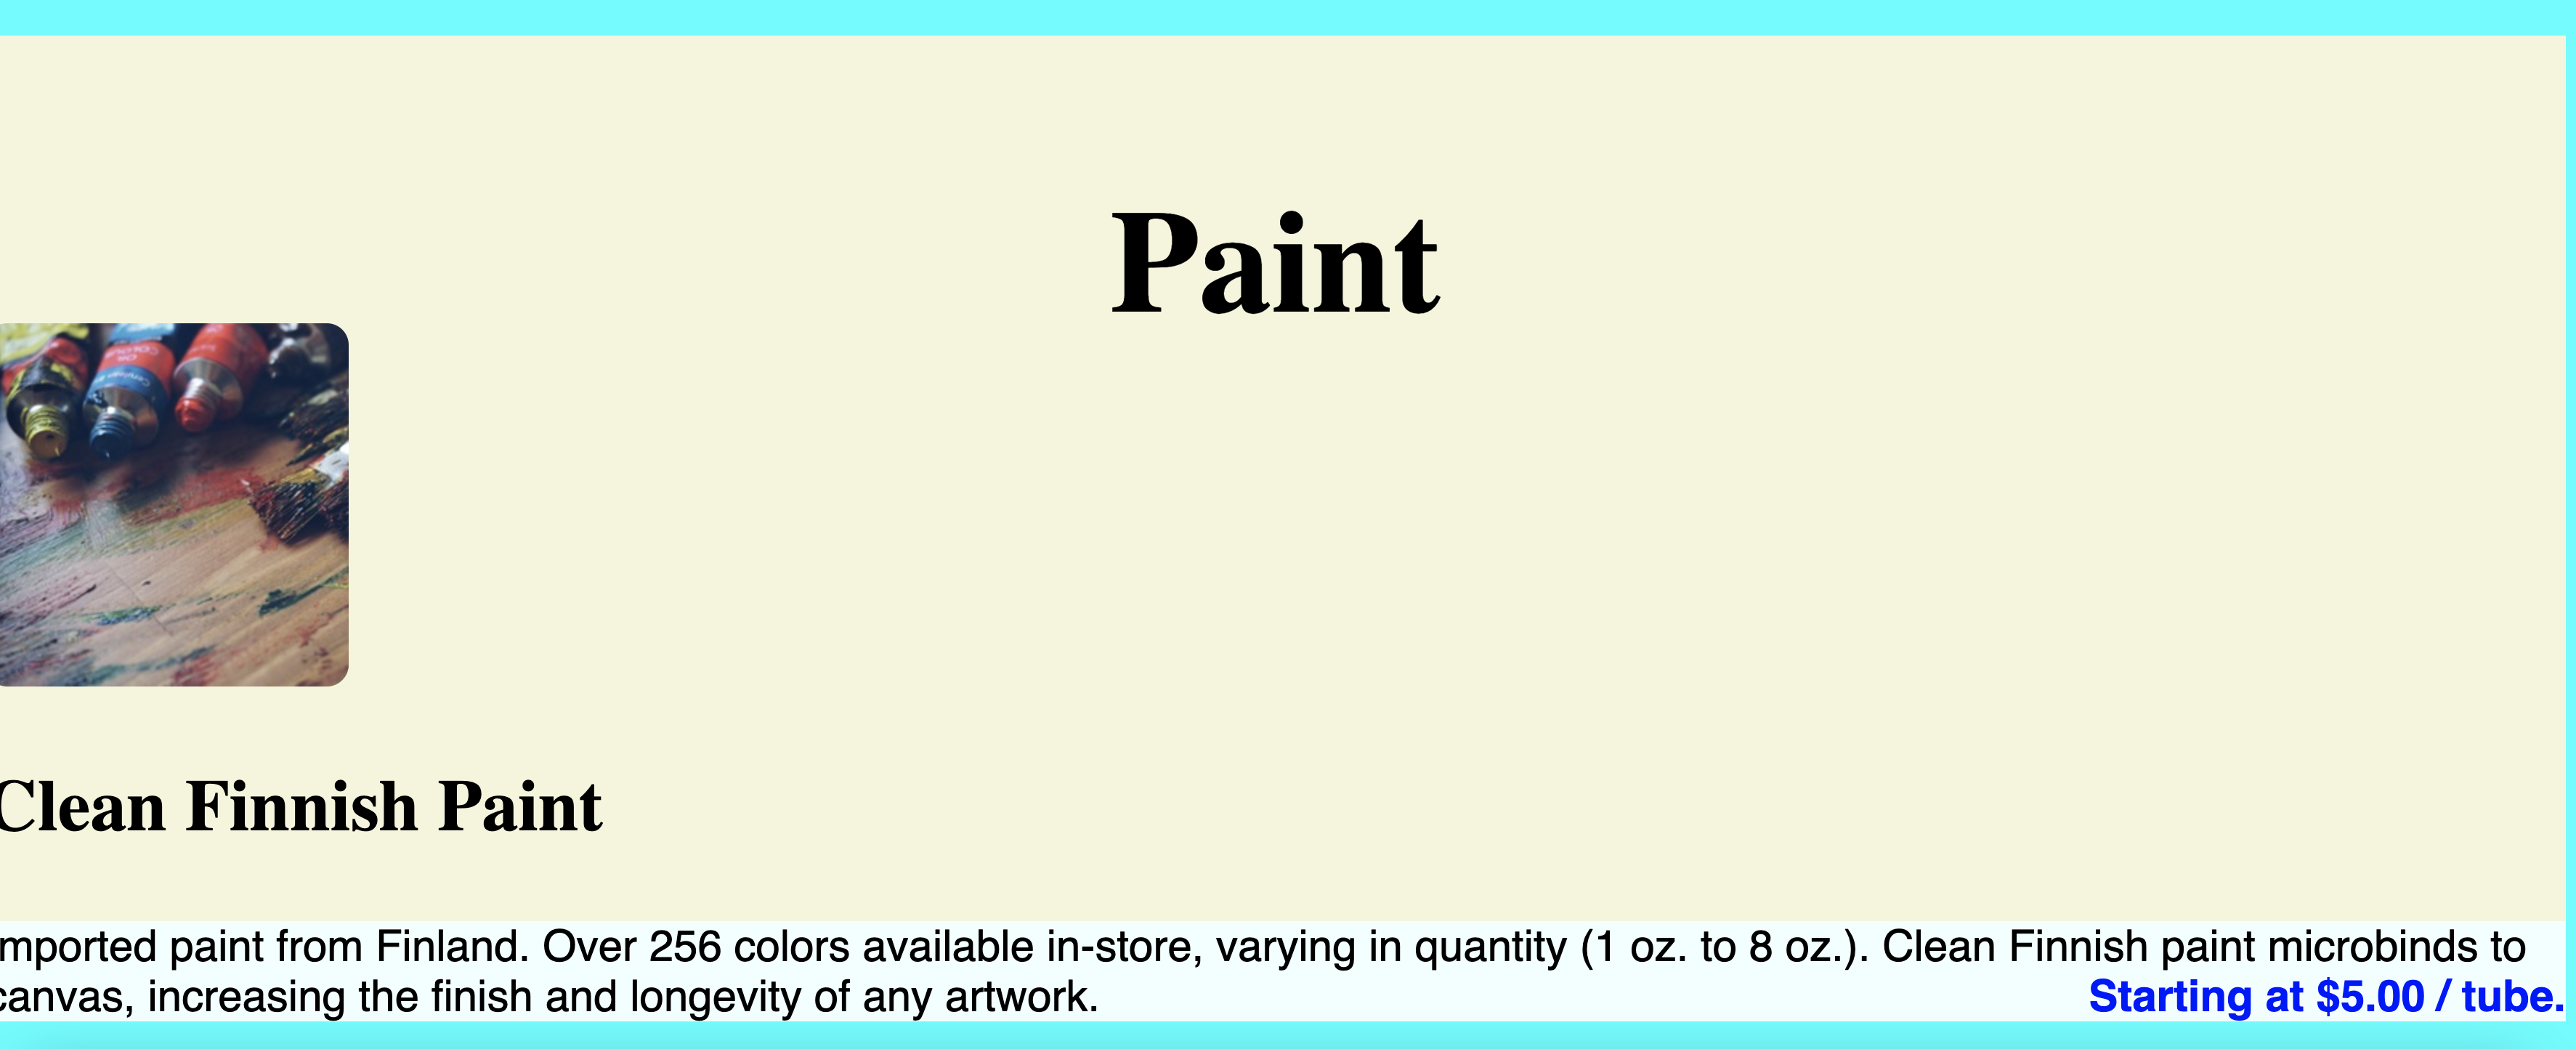 Paint
Clean Finnish Paint
mported paint from Finland. Over 256 colors available in-store, varying in quantity (1 oz. to 8 oz.). Clean Finnish paint microbinds to
canvas, increasing the finish and longevity of any artwork. Starting at $5.00 / tube.